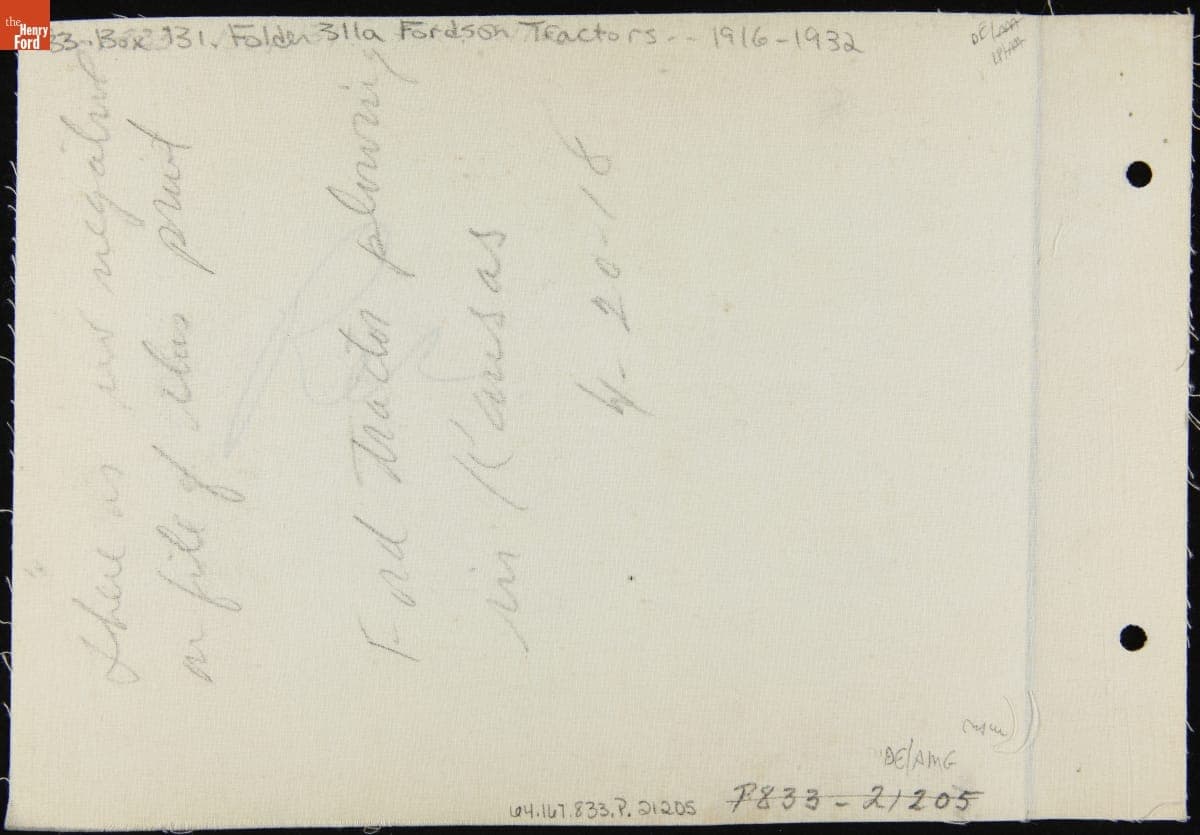 the
Henry
Ford
33-Box 931. Folder 311a Fordson Tractors -- 1916-1932
There is no negative
on file of this print
Ford Tractor plowing
in Kansas
4-20-18
DE/AMG
64.167.833.P.21205
P833-21205